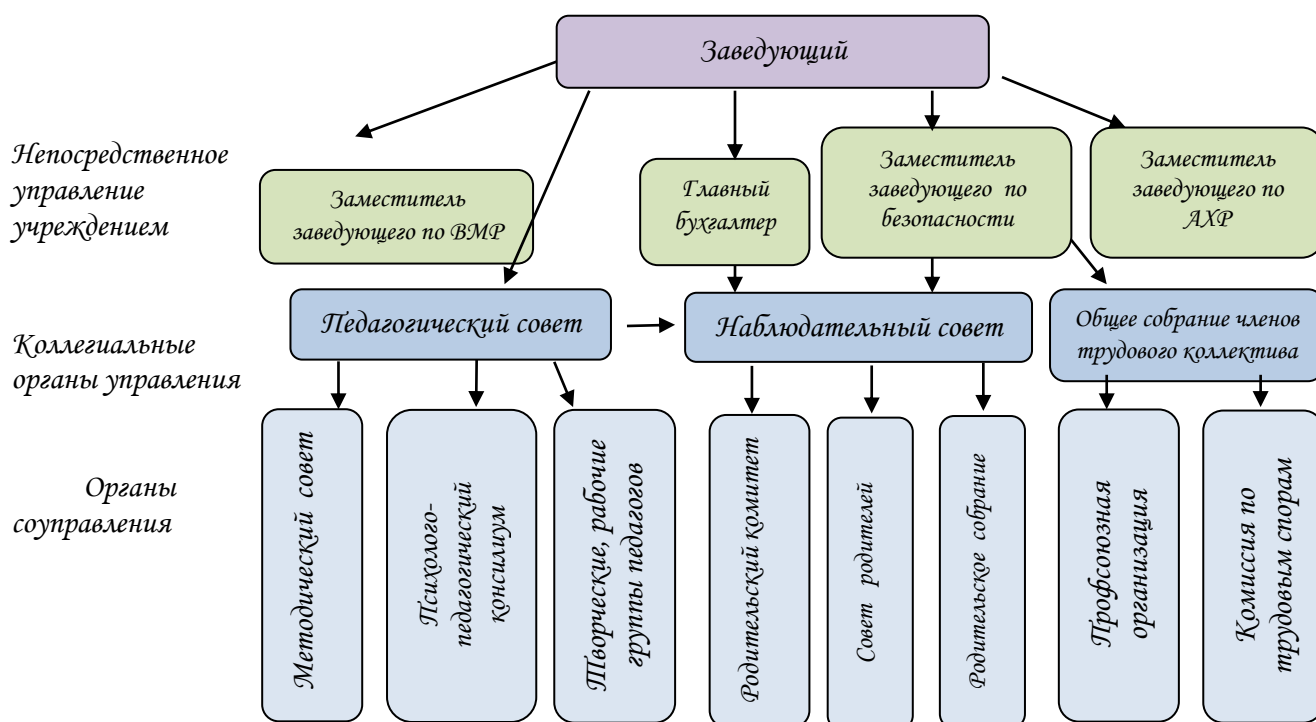 Заведующий
Непосредственное
управление
учреждением
Заместитель
заведующего по ВМР
Главный
бухгалтер
Заместитель
заведующего по
безопасности
Заместитель
заведующего по
АХР
Коллегиальные
органы управления
Педагогический совет
Наблюдательный совет
Общее собрание членов
трудового коллектива
Органы
соуправления
Методический совет
Психолого-
педагогический
консилиум
Творческие, рабочие
группы педагогов
Родительский комитет
Совет родителей
Родительское собрание
Профсоюзная
организация
Комиссия по
трудовым спорам